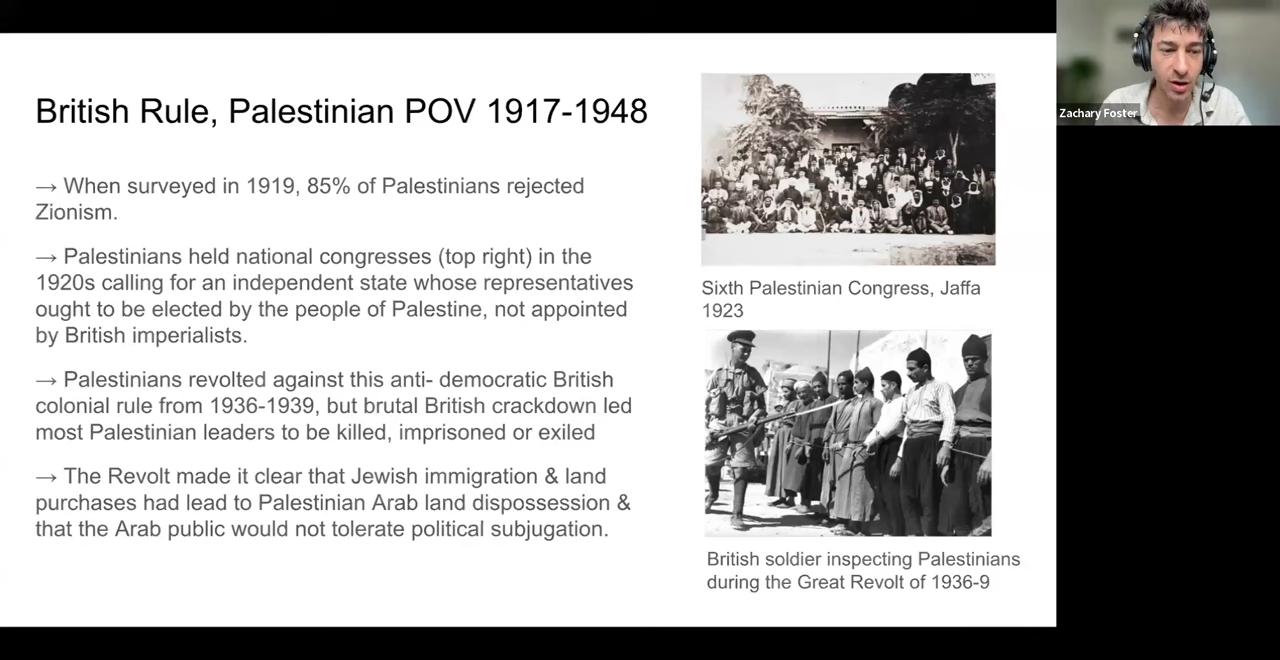 British Rule, Palestinian POV 1917-1948
→ When surveyed in 1919, 85% of Palestinians rejected
Zionism.
→ Palestinians held national congresses (top right) in the
1920s calling for an independent state whose representatives
ought to be elected by the people of Palestine, not appointed
by British imperialists.
→ Palestinians revolted against this anti- democratic British
colonial rule from 1936-1939, but brutal British crackdown led
most Palestinian leaders to be killed, imprisoned or exiled
→ The Revolt made it clear that Jewish immigration & land
purchases had lead to Palestinian Arab land dispossession &
that the Arab public would not tolerate political subjugation.
Sixth Palestinian Congress, Jaffa
1923
British soldier inspecting Palestinians
during the Great Revolt of 1936-9
Zachary Foster